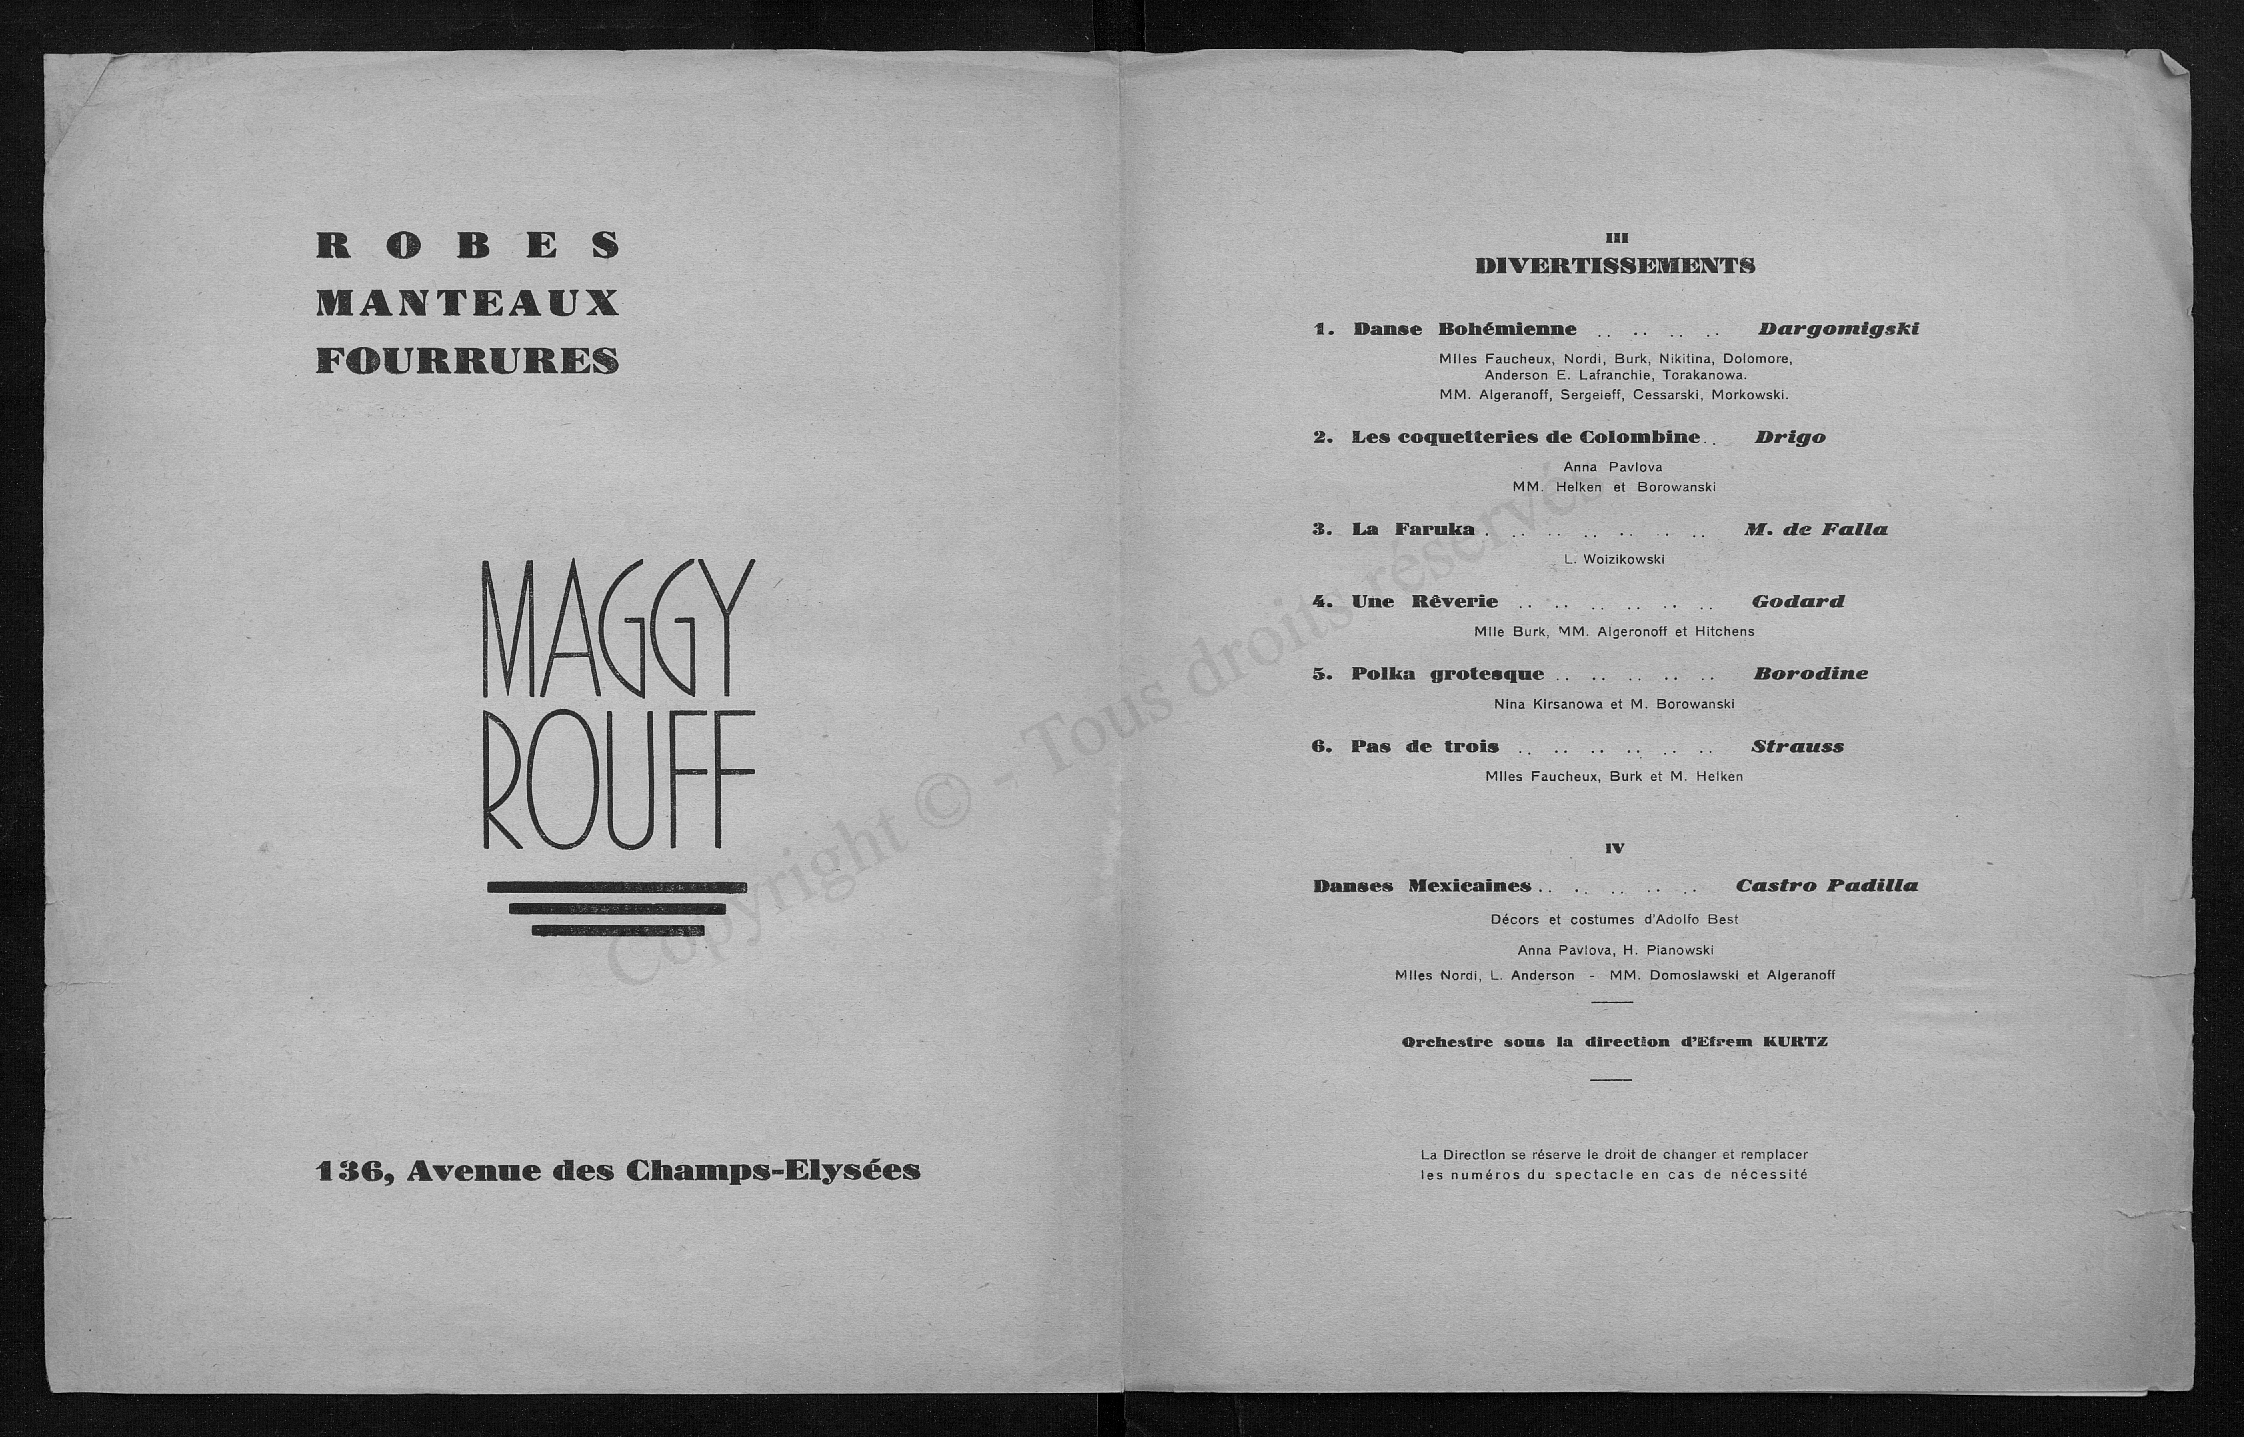 ROBES
MANTEAUX
FOURRURES
MAGGY
ROUFF
136, Avenue des Champs-Elysées
III
DIVERTISSEMENTS
1. Danse Bohémienne .. .. .. .. Dargomigski
Mlles Faucheux, Nordi, Burk, Nikitina, Dolomore,
Anderson E. Lafranchie, Torakanowa.
MM. Algeranoff, Sergeieff, Cessarski, Morkowski.
2. Les coquetteries de Colombine.. Drigo
Anna Pavlova
MM. Helken et Borowanski
3. La Faruka . .. .. .. .. .. .. M. de Falla
L. Woizikowski
4. Une Rêverie .. .. .. .. .. .. Godard
Mlle Burk, MM. Algeronoff et Hitchens
5. Polka grotesque .. .. .. .. .. Borodine
Nina Kirsanowa et M. Borowanski
6. Pas de trois .. .. .. .. .. .. Strauss
Mlles Faucheux, Burk et M. Helken
IV
Danses Mexicaines .. .. .. .. .. Castro Padilla
Décors et costumes d'Adolfo Best
Anna Pavlova, H. Pianowski
Mlles Nordi, L. Anderson - MM. Domoslawski et Algeranoff
Orchestre sous la direction d'Efrem KURTZ
La Direction se réserve le droit de changer et remplacer
les numéros du spectacle en cas de nécessité
Copyright © - Tous droits réservés